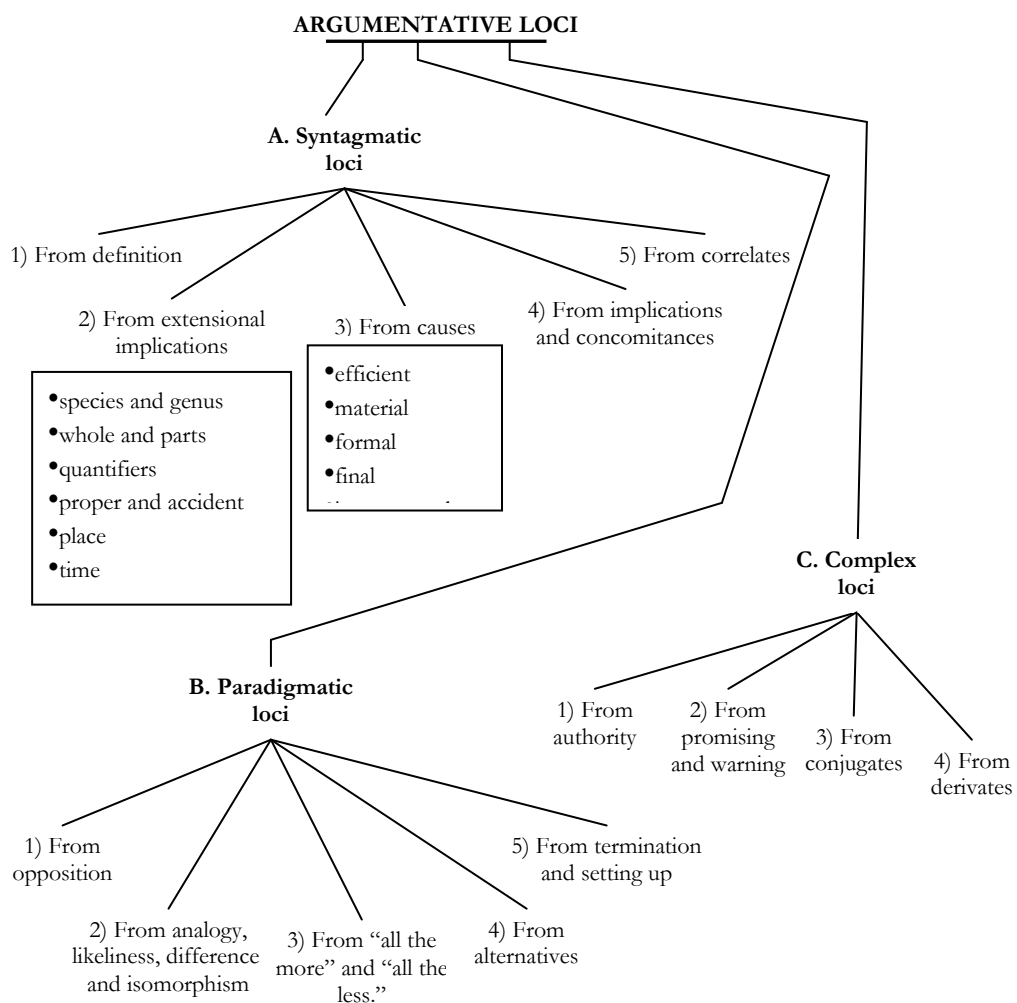 ARGUMENTATIVE LOCI
A. Syntagmatic
loci
1) From definition
2) From extensional
implications
•species and genus
•whole and parts
•quantifiers
•proper and accident
•place
•time
3) From causes
•efficient
•material
•formal
•final
4) From implications
and concomitances
5) From correlates
B. Paradigmatic
loci
1) From
opposition
2) From analogy,
likeliness, difference
and isomorphism
3) From “all the
more” and “all the
less.”
4) From
alternatives
5) From termination
and setting up
C. Complex
loci
1) From
authority
2) From
promising
and warning
3) From
conjugates
4) From
derivates